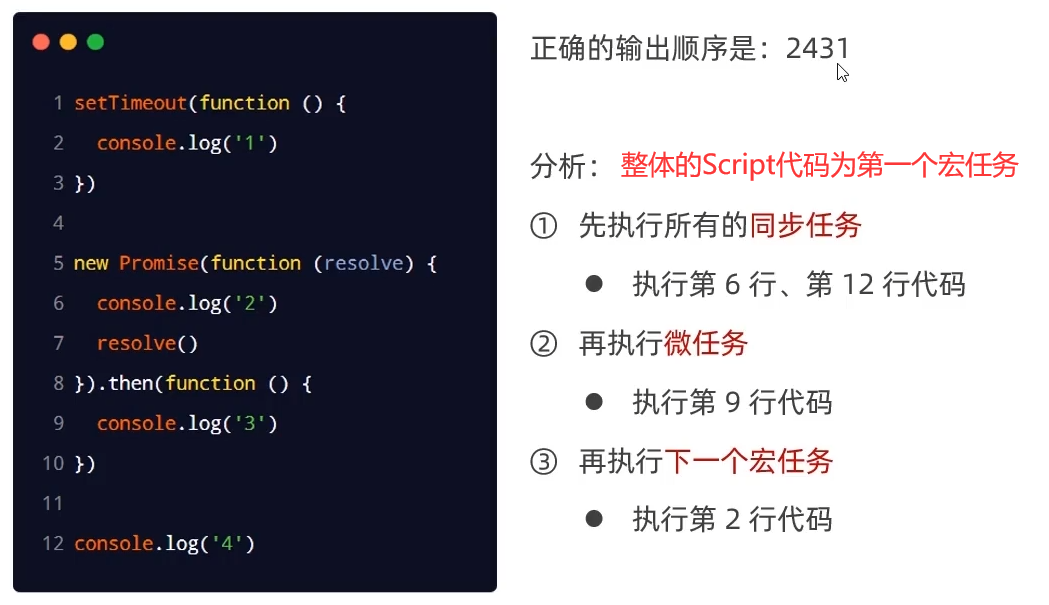 1 setTimeout(function () {
2   console.log('1')
3 })
4
5 new Promise(function (resolve) {
6   console.log('2')
7   resolve()
8 }).then(function () {
9   console.log('3')
10 })
11
12 console.log('4')
正确的输出顺序是：2431
分析： 整体的Script代码为第一个宏任务
① 先执行所有的同步任务
● 执行第 6 行、第 12 行代码
② 再执行微任务
● 执行第 9 行代码
③ 再执行下一个宏任务
● 执行第 2 行代码